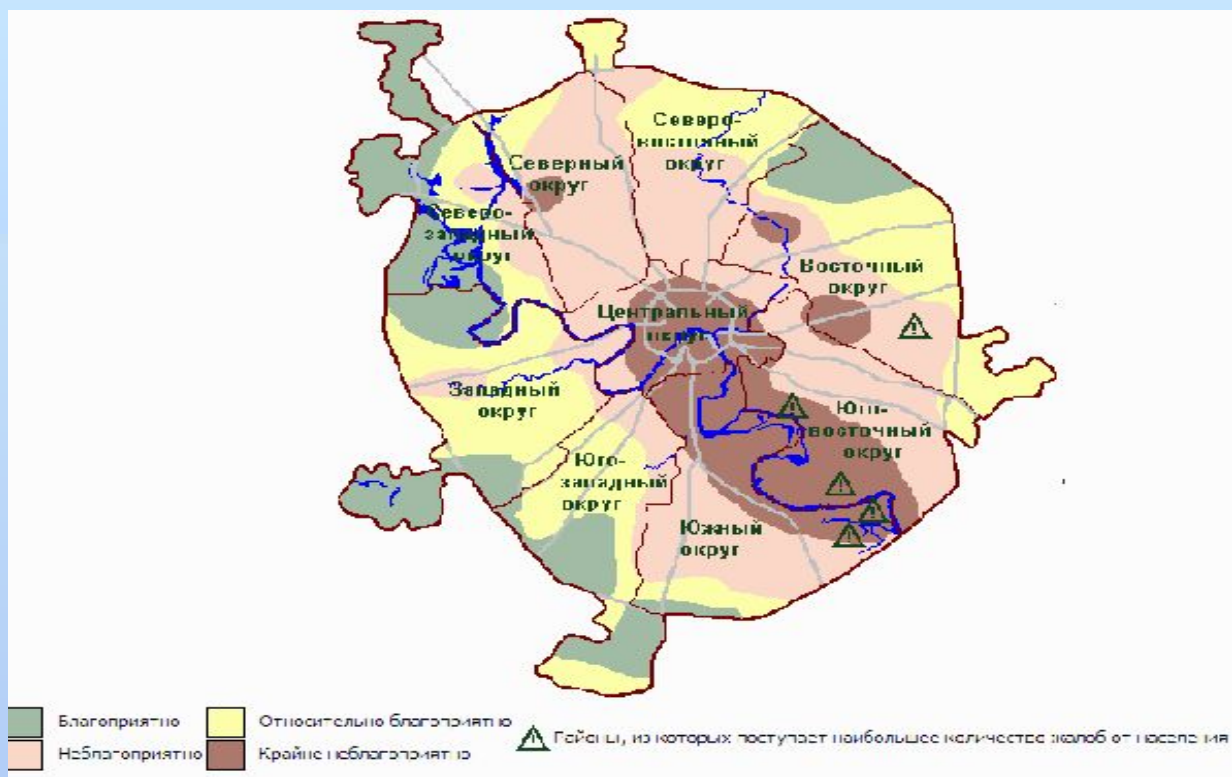 Северо-
восточный
округ
Северный
округ
Северо-
западный
округ
Восточный
округ
Центральный
округ
Западный
округ
Юго-
восточный
округ
Юго-
западный
округ
Южный
округ
Благоприятно
Относительно благоприятно
Районы, из которых поступает наибольшее количество жалоб от населения
Неблагоприятно
Крайне неблагоприятно